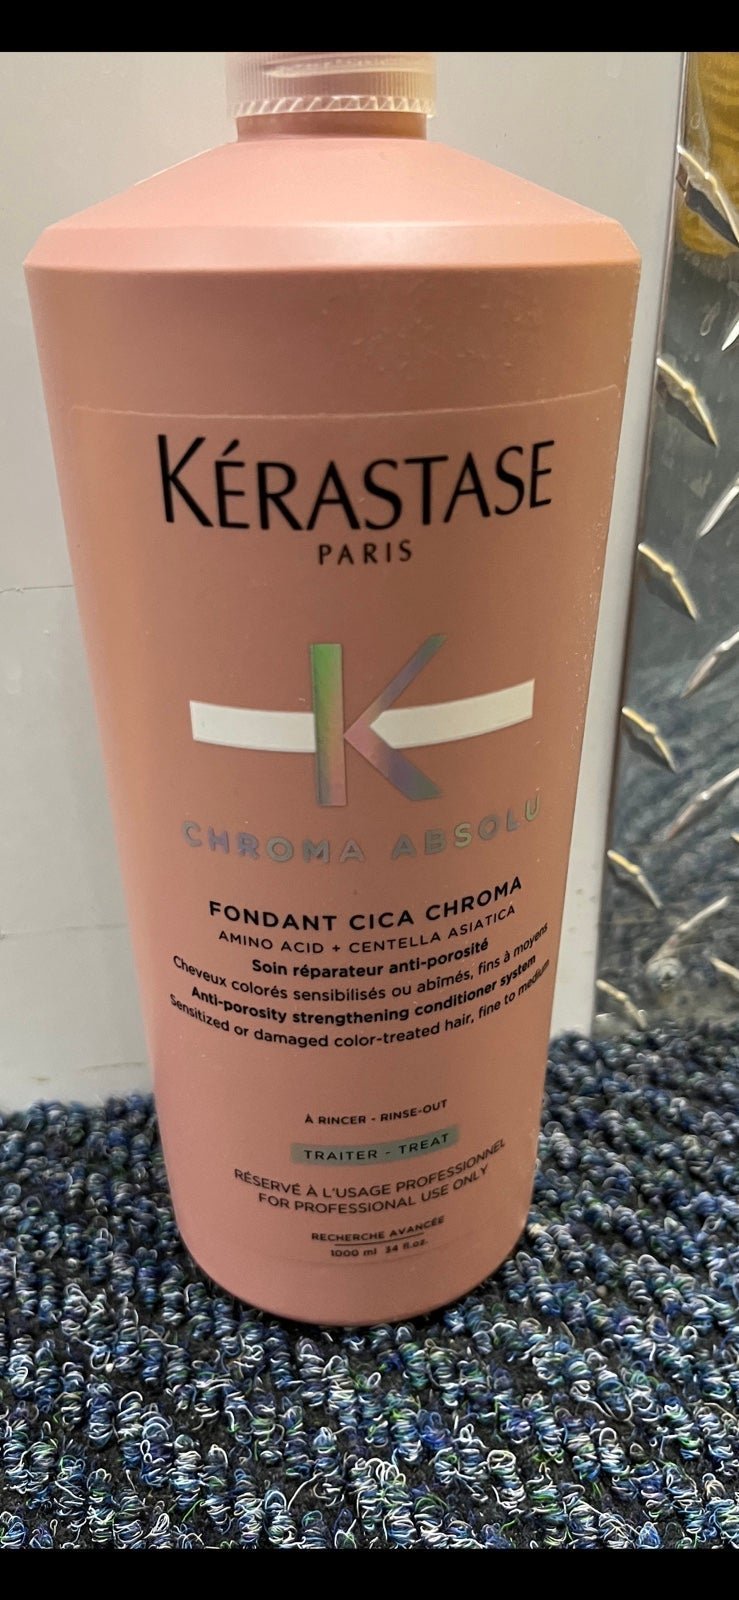 KÉRASTASE
PARIS
K
CHROMA ABSOLU
FONDANT CICA CHROMA
AMINO ACID + CENTELLA ASIATICA
Soin réparateur anti-porosité
Cheveux colorés sensibilisés ou abîmés, fins à moyens
Anti-porosity strengthening conditioner system
Sensitized or damaged color-treated hair, fine to medium
À RINCER - RINSE-OUT
TRAITER - TREAT
RÉSERVÉ À L'USAGE PROFESSIONNEL
FOR PROFESSIONAL USE ONLY
RECHERCHE AVANCÉE
1000 ml 34 fl.oz.